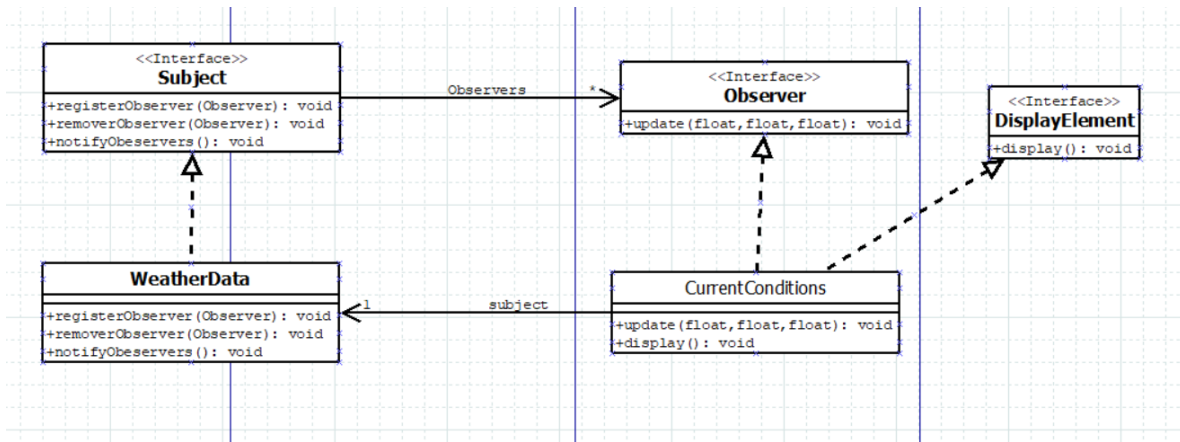 <<Interface>>
Subject
+registerObserver(Observer): void
+removerObserver(Observer): void
+notifyObeservers(): void
Observers
*
<<Interface>>
Observer
+update(float,float,float): void
<<Interface>>
DisplayElement
+display(): void
WeatherData
+registerObserver(Observer): void
+removerObserver(Observer): void
+notifyObeservers(): void
1
subject
CurrentConditions
+update(float,float,float): void
+display(): void